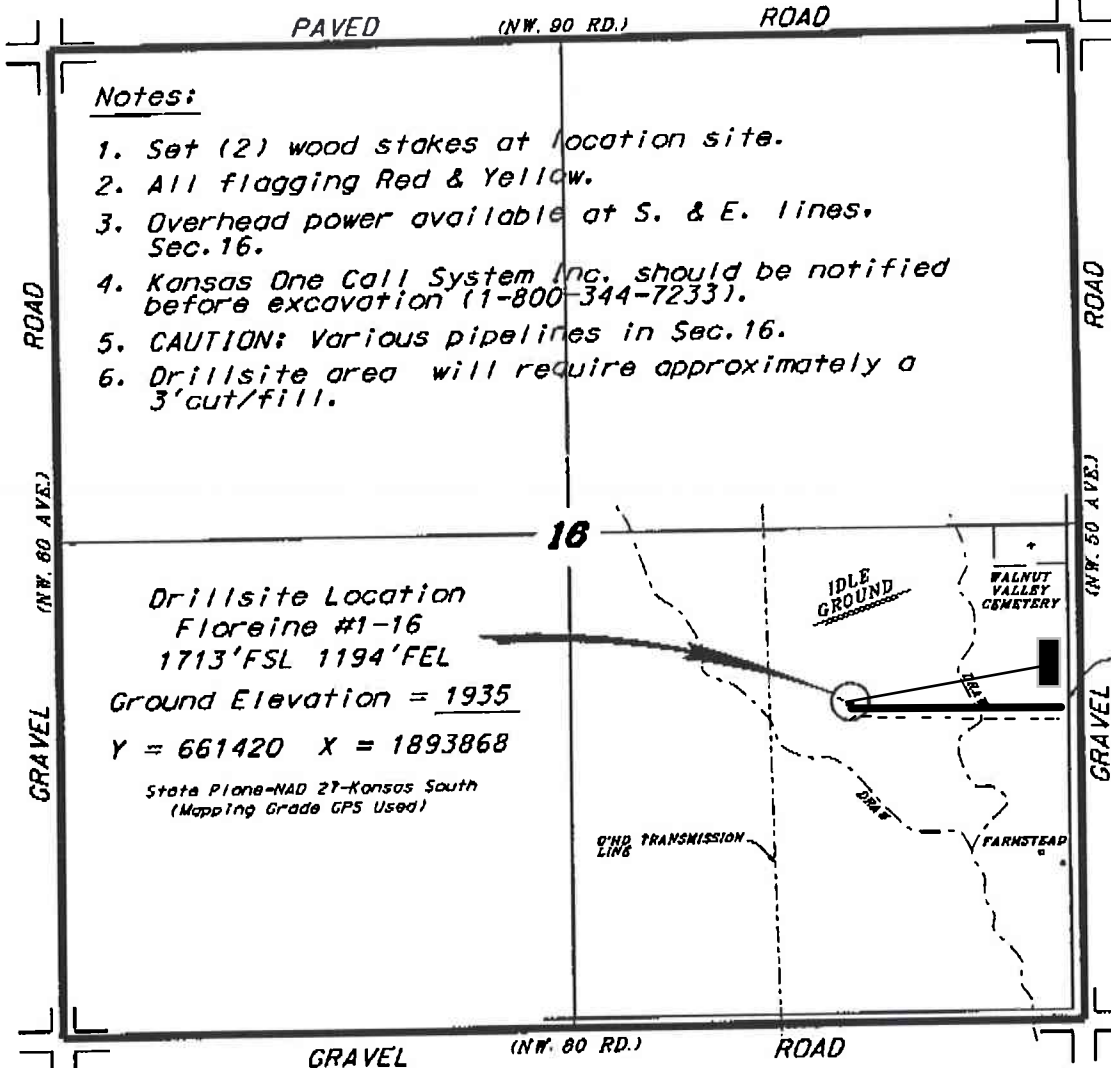 PAVED (NW. 90 RD.) ROAD
Notes:
1. Set (2) wood stakes at location site.
2. All flagging Red & Yellow.
3. Overhead power available at S. & E. lines,
Sec. 16.
4. Kansas One Call System Inc. should be notified
before excavation (1-800-344-7233).
5. CAUTION: Various pipelines in Sec. 16.
6. Drillsite area will require approximately a
3'cut/fill.
ROAD
(NW. 60 AVE.)
GRAVEL
ROAD
(NW. 50 AVE.)
GRAVEL
16
IDLE
GROUND
WALNUT
VALLEY
CEMETERY
Drillsite Location
Floreine #1-16
1713'FSL 1194'FEL
Ground Elevation = 1935
Y = 661420 X = 1893868
State Plane-NAD 27-Kansas South
(Mapping Grade GPS Used)
DRAW
DRAW
O'HD TRANSMISSION
LINE
FARMSTEAD
GRAVEL (NW. 80 RD.) ROAD